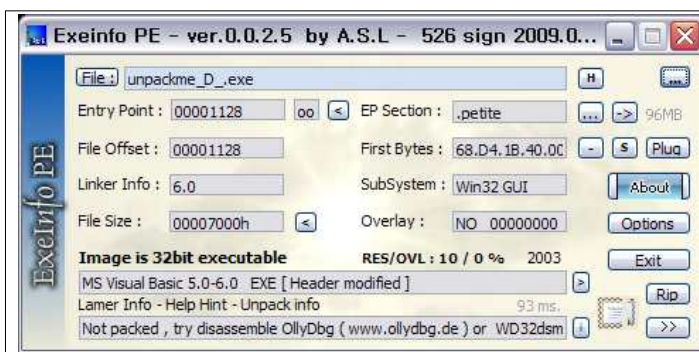 Exeinfo PE - ver.0.0.2.5 by A.S.L - 526 sign 2009.0...
File : unpackme_D_.exe H ...
Entry Point : 00001128 oo < EP Section : .petite ... -> 96MB
File Offset : 00001128 First Bytes : 68.D4.1B.40.00 - S Plug
Linker Info : 6.0 SubSystem : Win32 GUI About
File Size : 00007000h < Overlay : NO 00000000 Options
Image is 32bit executable RES/OVL : 10 / 0 % 2003 Exit
MS Visual Basic 5.0-6.0 EXE [ Header modified ] >
Lamer Info - Help Hint - Unpack info 93 ms. Rip
Not packed , try disassemble OllyDbg ( www.ollydbg.de ) or WD32dsm i >>
ExeInfo PE